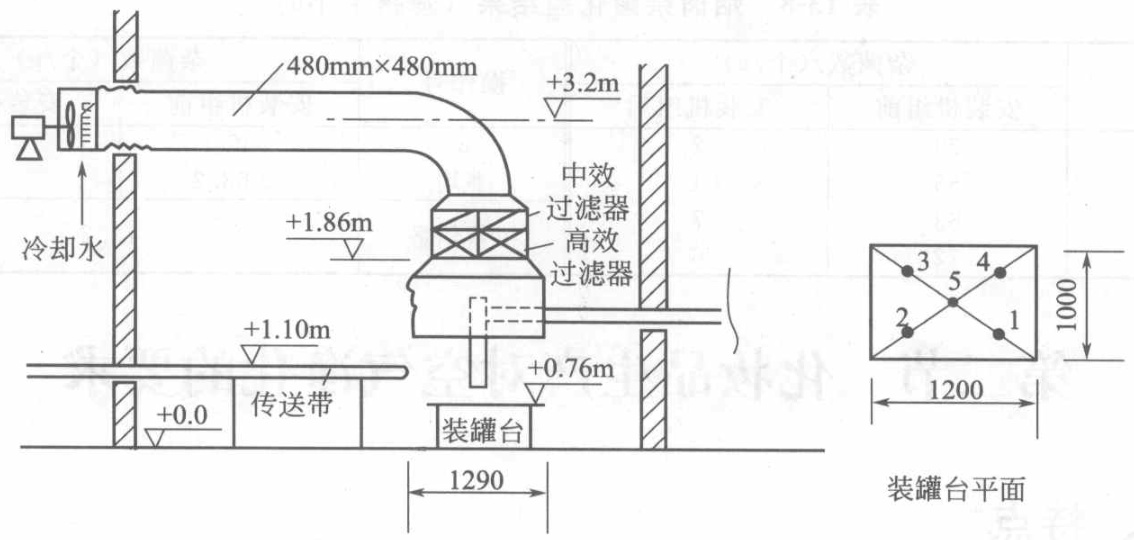 480mm×480mm
+3.2m
中效
过滤器
高效
过滤器
+1.86m
冷却水
+1.10m
传送带
+0.0
+0.76m
装罐台
1290
3
4
5
2
1
1000
1200
装罐台平面